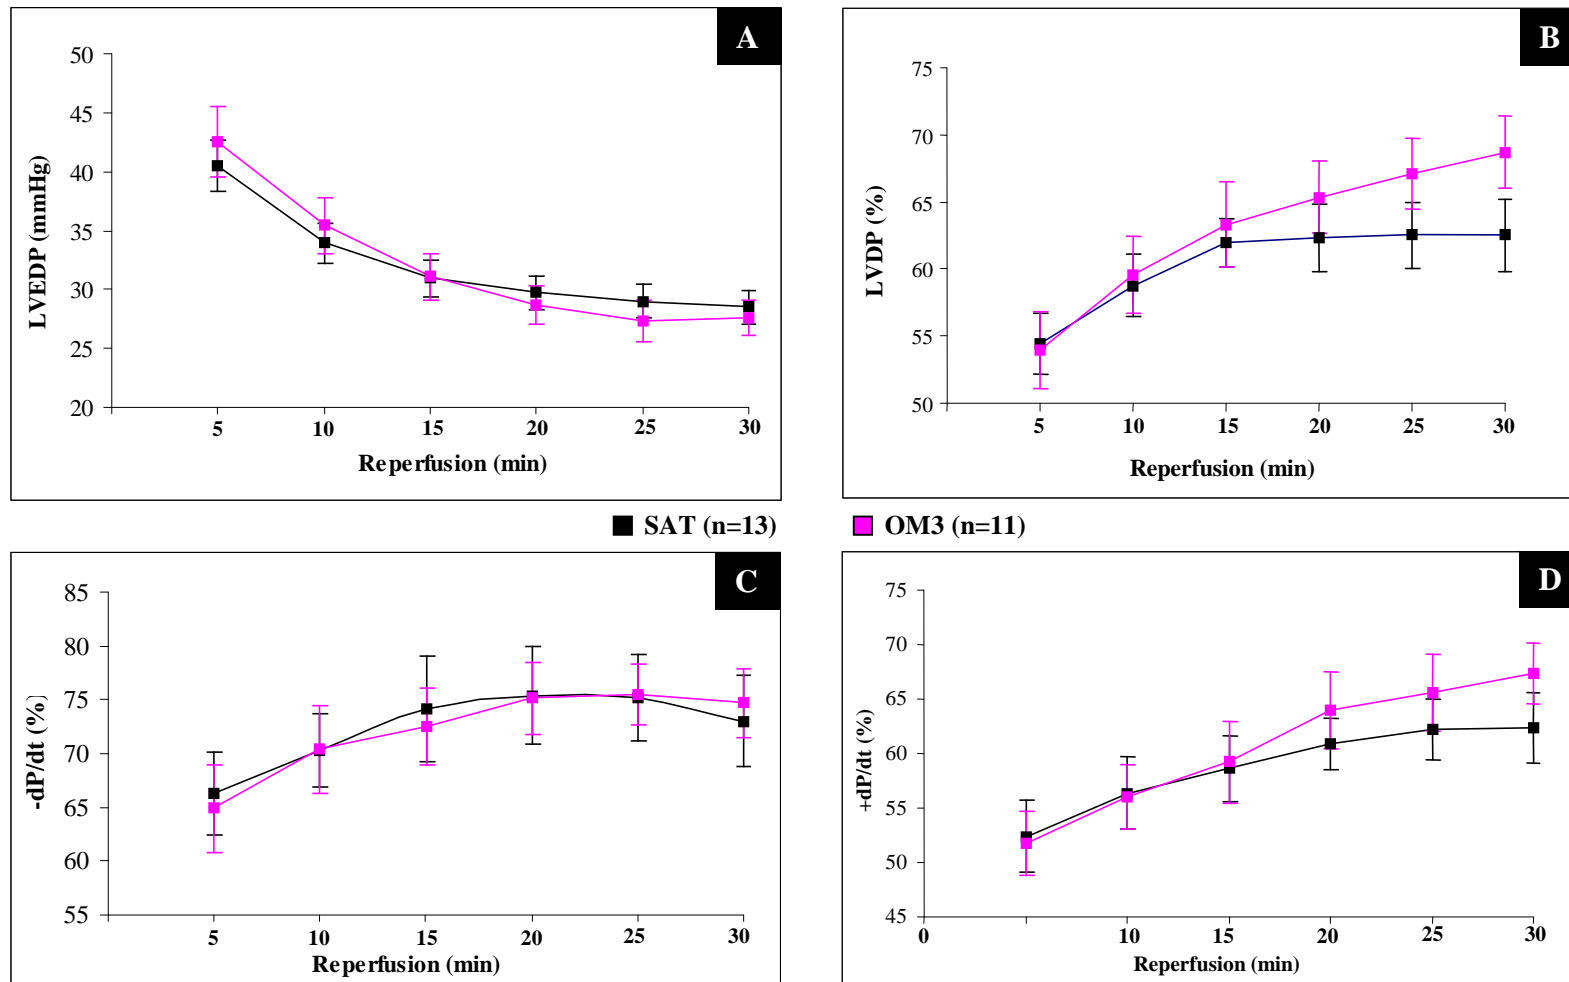 A
50
45
40
35
30
25
20
LVEDP (mmHg)
5 10 15 20 25 30
Reperfusion (min)
B
75
70
65
60
55
50
LVDP (%)
5 10 15 20 25 30
Reperfusion (min)
SAT (n=13) OM3 (n=11)
C
85
80
75
70
65
60
55
-dP/dt (%)
5 10 15 20 25 30
Reperfusion (min)
D
75
70
65
60
55
50
45
+dP/dt (%)
0 10 15 20 25 30
Reperfusion (min)